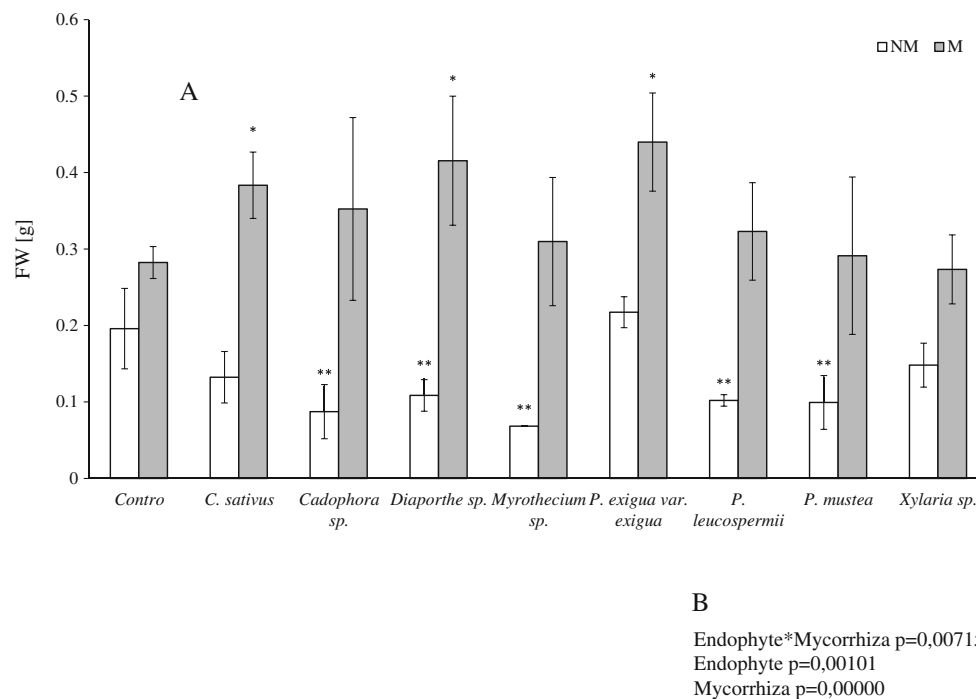 0.6
NM M
0.5
A
*
*
*
0.4
FW [g]
0.3
0.2
**
**
**
**
**
0.1
0
Contro C. sativus Cadophora sp. Diaporthe sp. Myrothecium sp. P. exigua var. exigua P. leucospermii P. mustea Xylaria sp.
B
Endophyte*Mycorrhiza p=0,00715
Endophyte p=0,00101
Mycorrhiza p=0,00000